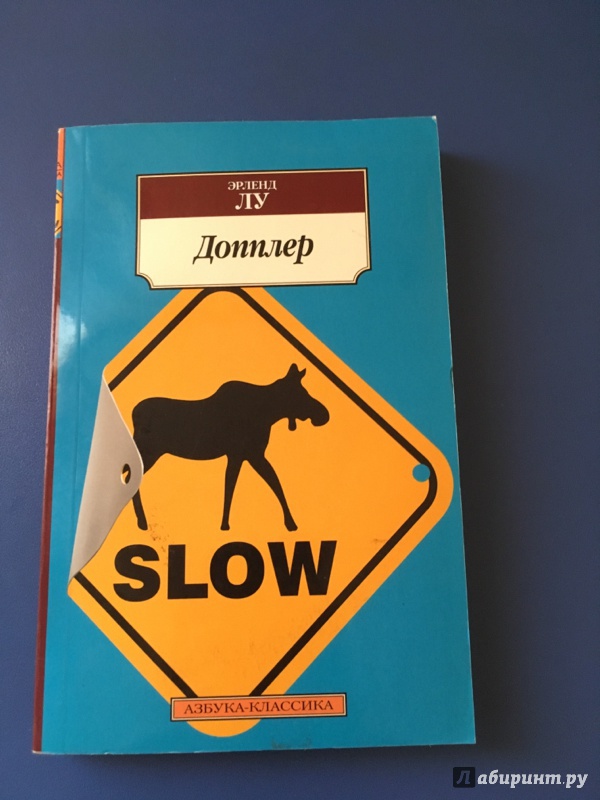 ЭРЛЕНД
ЛУ
Допплер
SLOW
АЗБУКА-КЛАССИКА
Лабиринт.ру